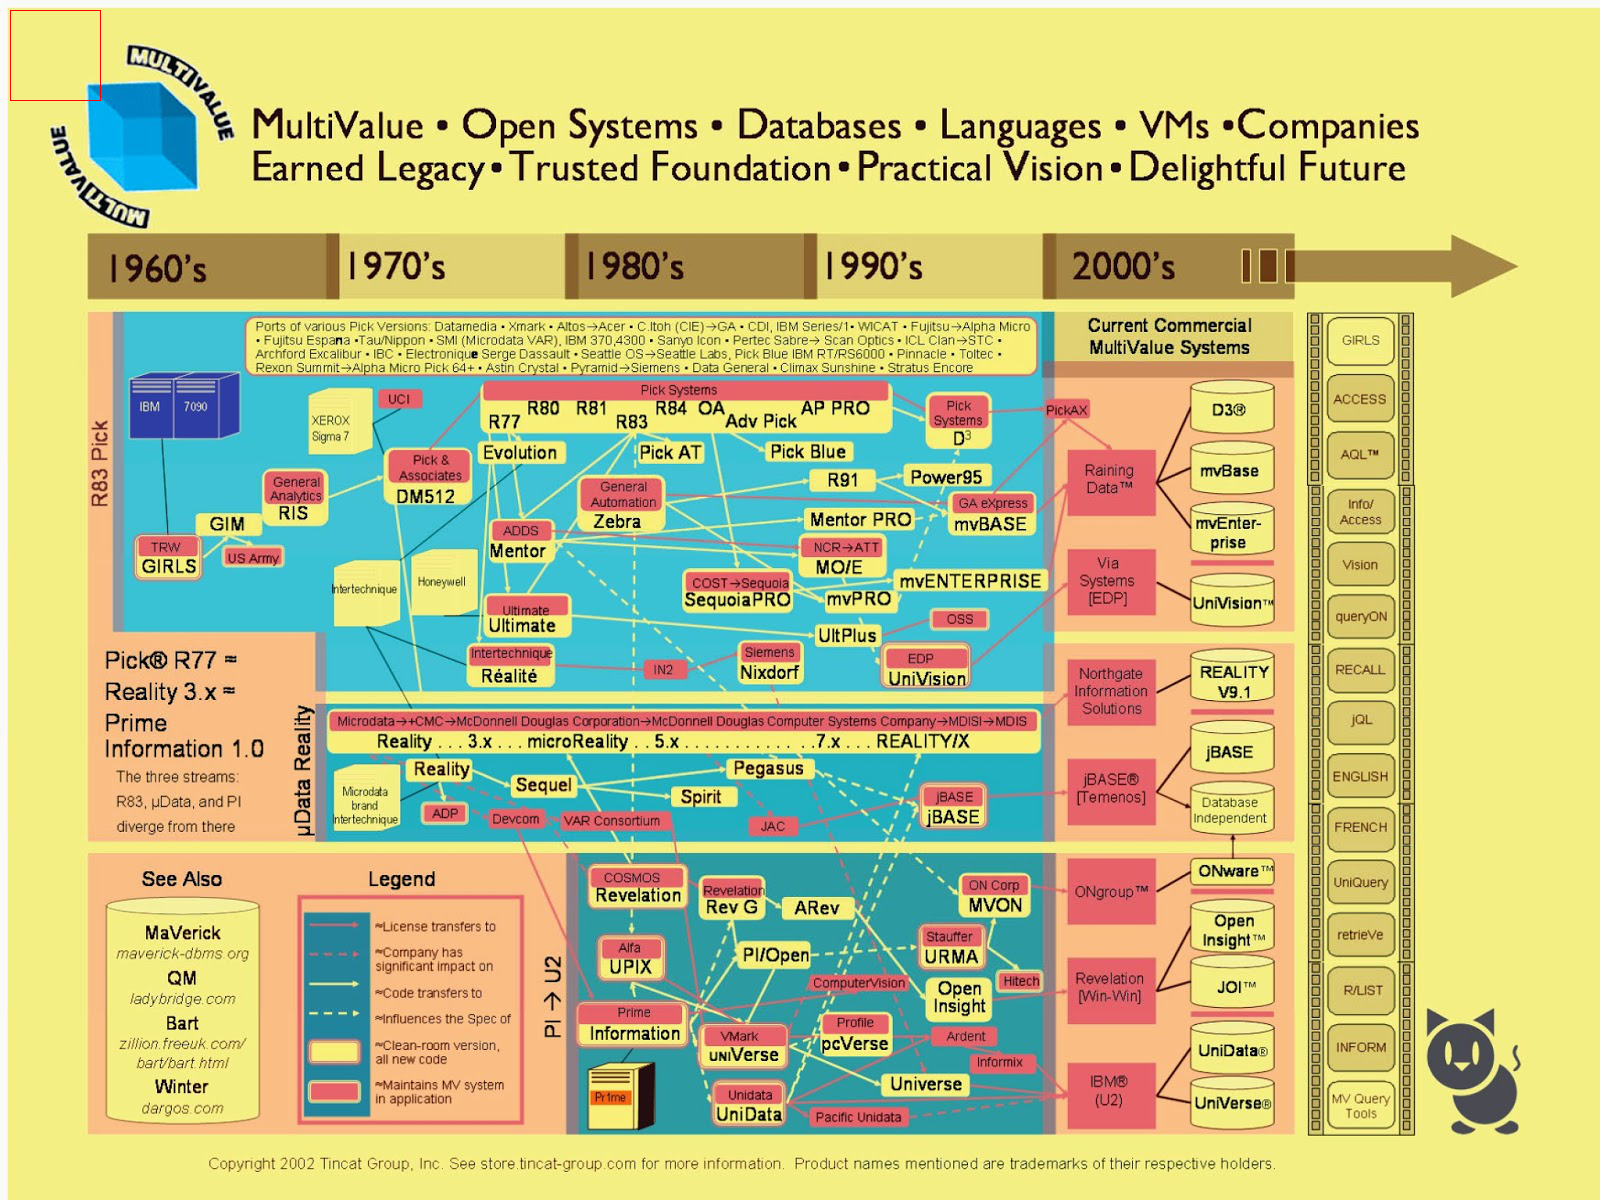 MULTIVALUE
MULTIVALUE
MultiValue • Open Systems • Databases • Languages • VMs •Companies
Earned Legacy•Trusted Foundation•Practical Vision•Delightful Future
1960's
1970's
1980's
1990's
2000's
Ports of various Pick Versions: Datamedia • Xmark • Altos→Acer • C.Itoh (CIE)→GA • CDI, IBM Series/1• WICAT • Fujitsu→Alpha Micro
• Fujitsu Espana •Tau/Nippon • SMI (Microdata VAR), IBM 370,4300 • Sanyo Icon • Pertec Sabre→ Scan Optics • ICL Clan→STC •
Archford Excalibur • IBC • Electronique Serge Dassault • Seattle OS→Seattle Labs, Pick Blue IBM RT/RS6000 • Pinnacle • Toltec •
Rexon Summit→Alpha Micro Pick 64+ • Astin Crystal • Pyramid→Siemens • Data General • Climax Sunshine • Stratus Encore
Current Commercial
MultiValue Systems
R83 Pick
IBM
7090
XEROX
Sigma 7
UCI
Pick Systems
R77
R80
R81
R83
R84
OA
Adv Pick
AP PRO
Pick
Systems
D³
PickAX
Evolution
Pick AT
Pick Blue
Pick &
Associates
DM512
General
Analytics
RIS
GIM
US Army
TRW
GIRLS
General
Automation
Zebra
R91
Power95
GA eXpress
mvBASE
ADDS
Mentor
Mentor PRO
NCR→ATT
MO/E
Intertechnique
Honeywell
COST→Sequoia
SequoiaPRO
mvENTERPRISE
mvPRO
Ultimate
Ultimate
UltPlus
OSS
Intertechnique
Réalité
IN2
Siemens
Nixdorf
EDP
UniVision
Raining
Data™
D3®
mvBase
mvEnter-
prise
Via
Systems
[EDP]
UniVision™
Pick® R77 ≈
Reality 3.x ≈
Prime
Information 1.0
The three streams:
R83, µData, and PI
diverge from there
µData Reality
Microdata→+CMC→McDonnell Douglas Corporation→McDonnell Douglas Computer Systems Company→MDISI→MDIS
Reality . . . 3.x . . . microReality . . 5.x . . . . . . . . . . . . .7.x . . . REALITY/X
Reality
Sequel
Pegasus
Spirit
Microdata
brand
Intertechnique
ADP
Devcom
VAR Consortium
JAC
jBASE
jBASE
Northgate
Information
Solutions
REALITY
V9.1
jBASE®
[Temenos]
jBASE
Database
Independent
See Also
MaVerick
maverick-dbms.org
QM
ladybridge.com
Bart
zillion.freeuk.com/
bart/bart.html
Winter
dargos.com
Legend
≈License transfers to
≈Company has
significant impact on
≈Code transfers to
≈Influences the Spec of
≈Clean-room version,
all new code
≈Maintains MV system
in application
PI → U2
COSMOS
Revelation
Revelation
Rev G
ARev
ON Corp
MVON
Alfa
UPIX
PI/Open
Stauffer
URMA
Hitech
ComputerVision
Open
Insight
Prime
Information
VMark
UNIVerse
Profile
pcVerse
Ardent
Informix
Universe
Pr1me
Unidata
UniData
Pacific Unidata
ONgroup™
ONware™
Open
Insight™
Revelation
[Win-Win]
JOI™
IBM®
(U2)
UniData®
UniVerse®
GIRLS
ACCESS
AQL™
Info/
Access
Vision
queryON
RECALL
jQL
ENGLISH
FRENCH
UniQuery
retrieVe
R/LIST
INFORM
MV Query
Tools
Copyright 2002 Tincat Group, Inc. See store.tincat-group.com for more information. Product names mentioned are trademarks of their respective holders.